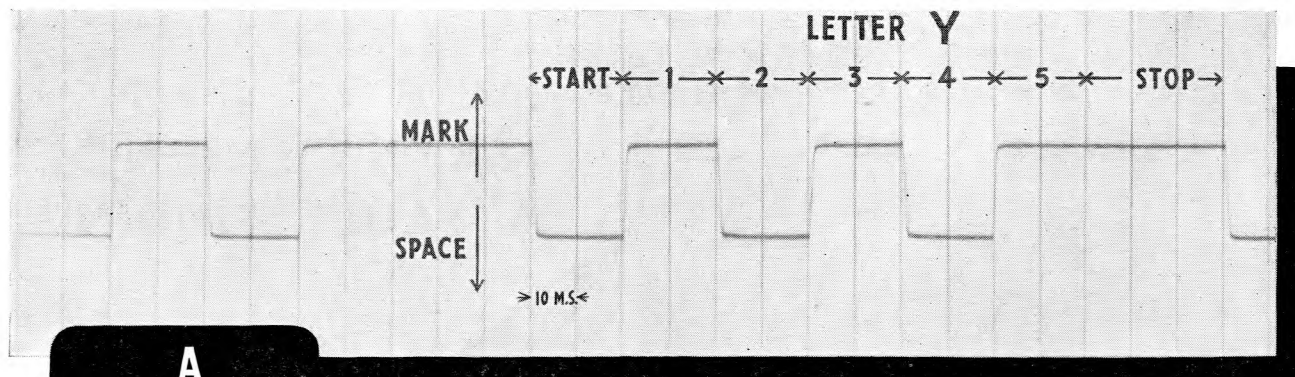 LETTER Y
START 1 2 3 4 5 STOP
MARK
SPACE
10 M.S.
A